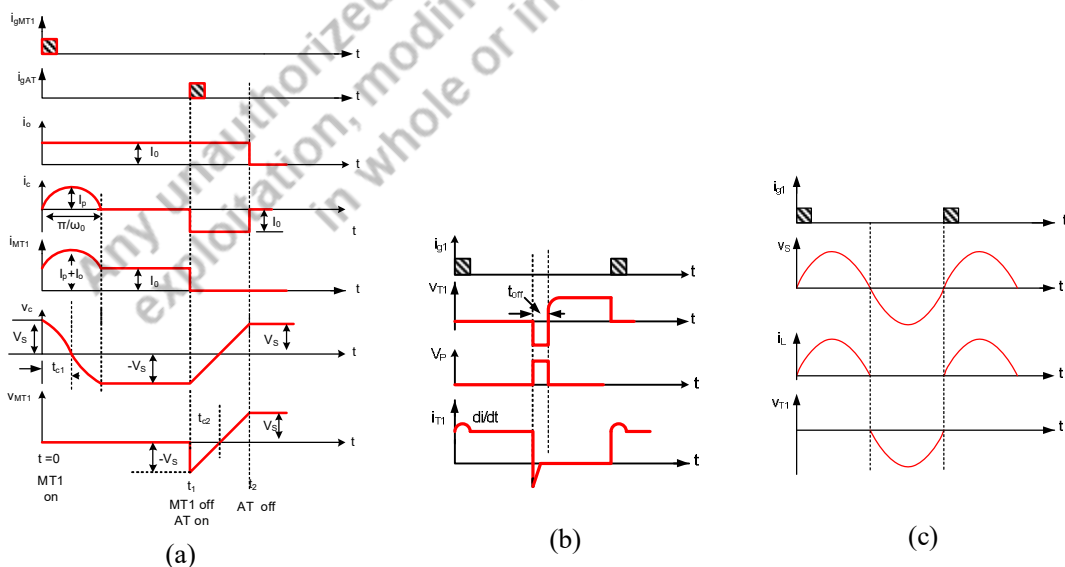 Any unauthorized
exploitation, modifi
in whole or in
i_gMT1
t
i_gAT
t
i_o
I_0
t
i_c
I_p
π/ω_0
I_0
t
i_MT1
I_p+I_o
I_0
t
v_c
V_S
t_c1
-V_S
V_S
t
v_MT1
t_c2
-V_S
V_S
t
t =0
MT1
on
t_1
MT1 off
AT on
t_2
AT off
(a)
i_g1
t
V_T1
t_off
t
V_P
t
i_T1
di/dt
t
(b)
i_g1
t
v_S
t
i_L
t
v_T1
t
(c)